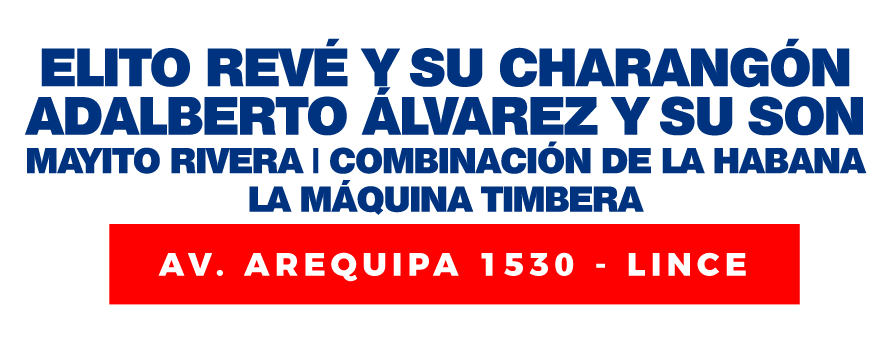 ELITO REVÉ Y SU CHARANGÓN
ADALBERTO ÁLVAREZ Y SU SON
MAYITO RIVERA | COMBINACIÓN DE LA HABANA
LA MÁQUINA TIMBERA
AV. AREQUIPA 1530 - LINCE